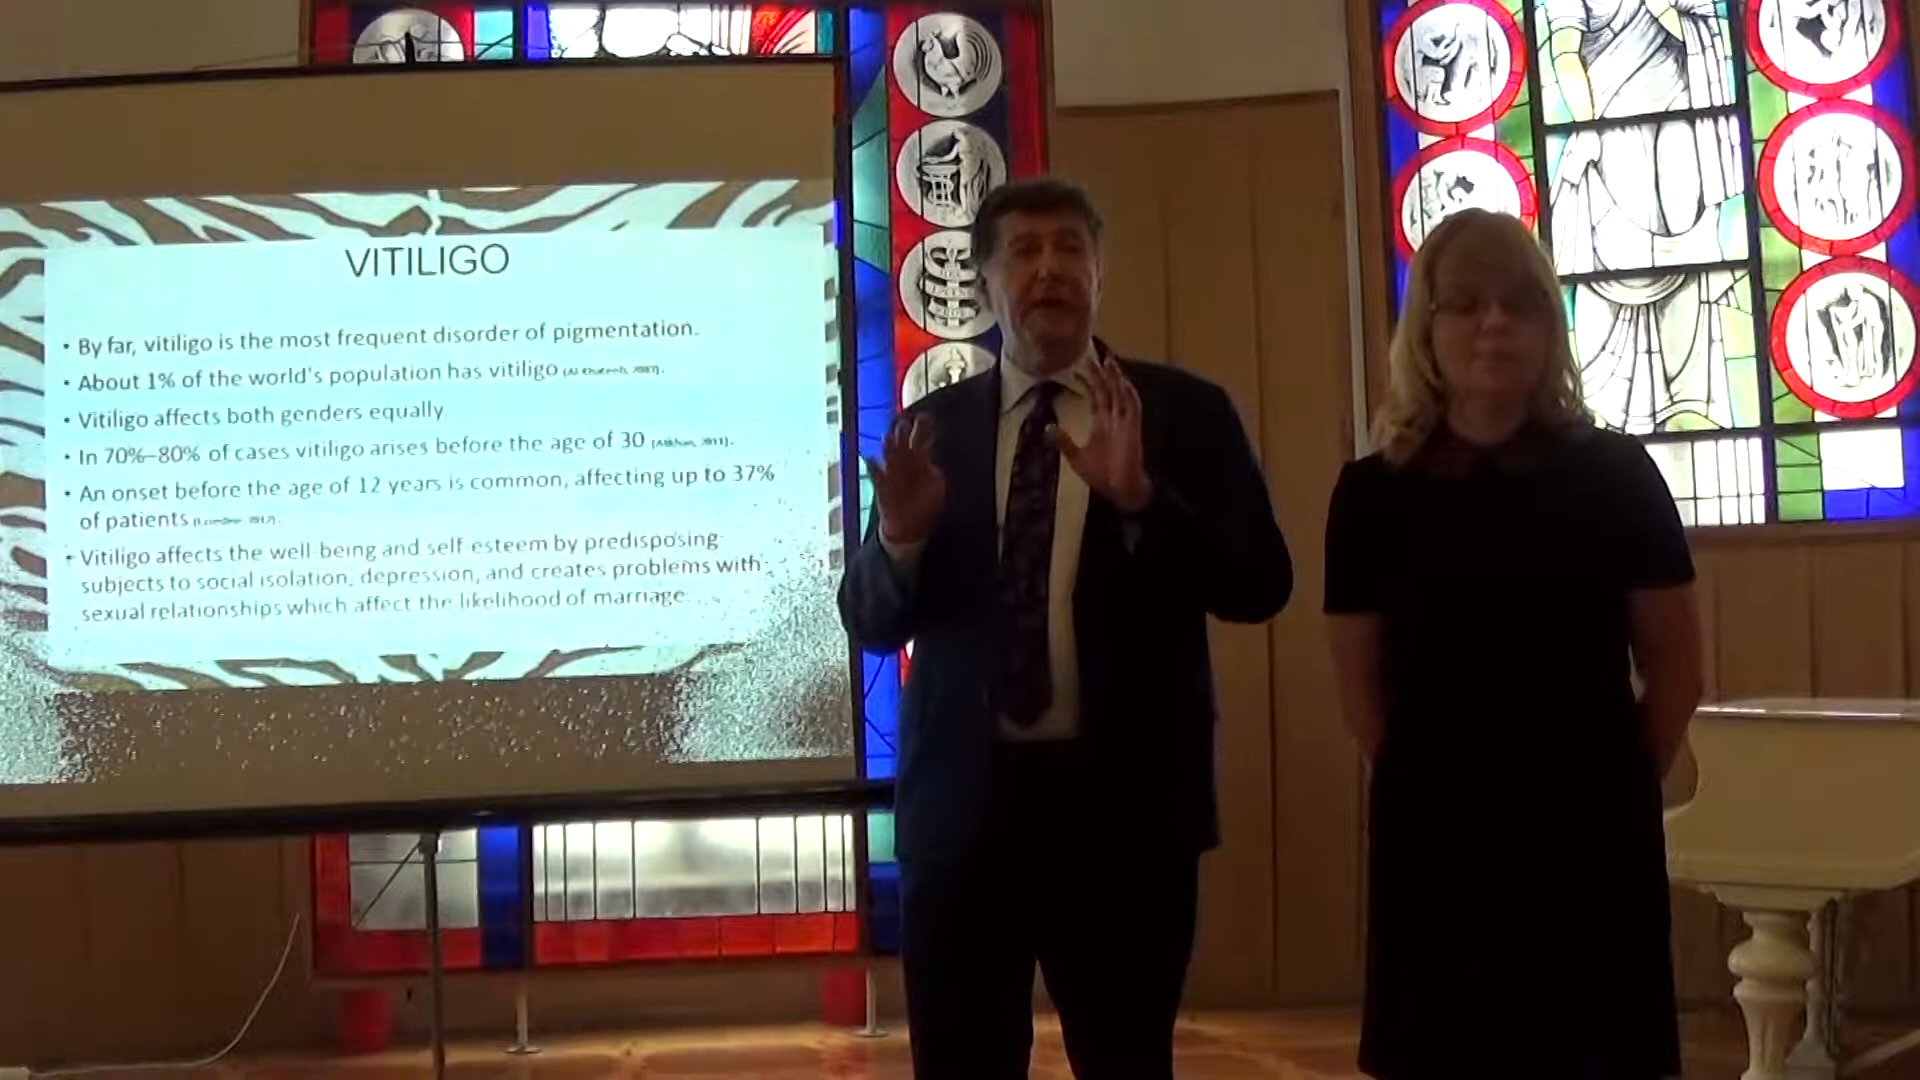 VITILIGO
• By far, vitiligo is the most frequent disorder of pigmentation.
• About 1% of the world's population has vitiligo
• Vitiligo affects both genders equally.
• In 70%–80% of cases vitiligo arises before the age of 30
• An onset before the age of 12 years is common, affecting up to 37%
of patients
• Vitiligo affects the well-being and self-esteem by predisposing
subjects to social isolation, depression, and creates problems with
sexual relationships which affect the likelihood of marriage.